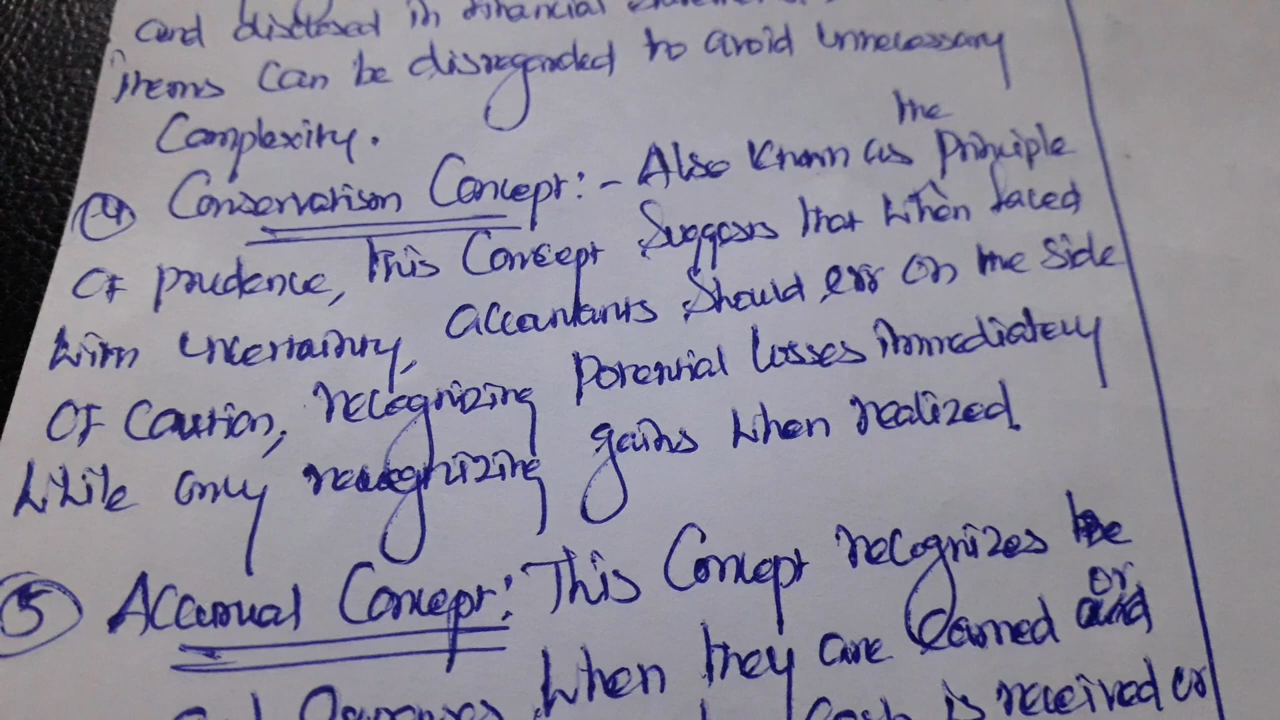 and disclosed in financial
items can be disregarded to avoid unnecessary
Complexity.
④ Conservatism Concept:- Also known as the principle
of prudence, this Concept Suggests that when faced
with uncertainty, accountants should err on the side
of Caution, recognizing potential losses immediately
while only recognizing gains when realized.
⑤ Accrual Concept: This Concept recognizes
when they are earned or
cash is received or